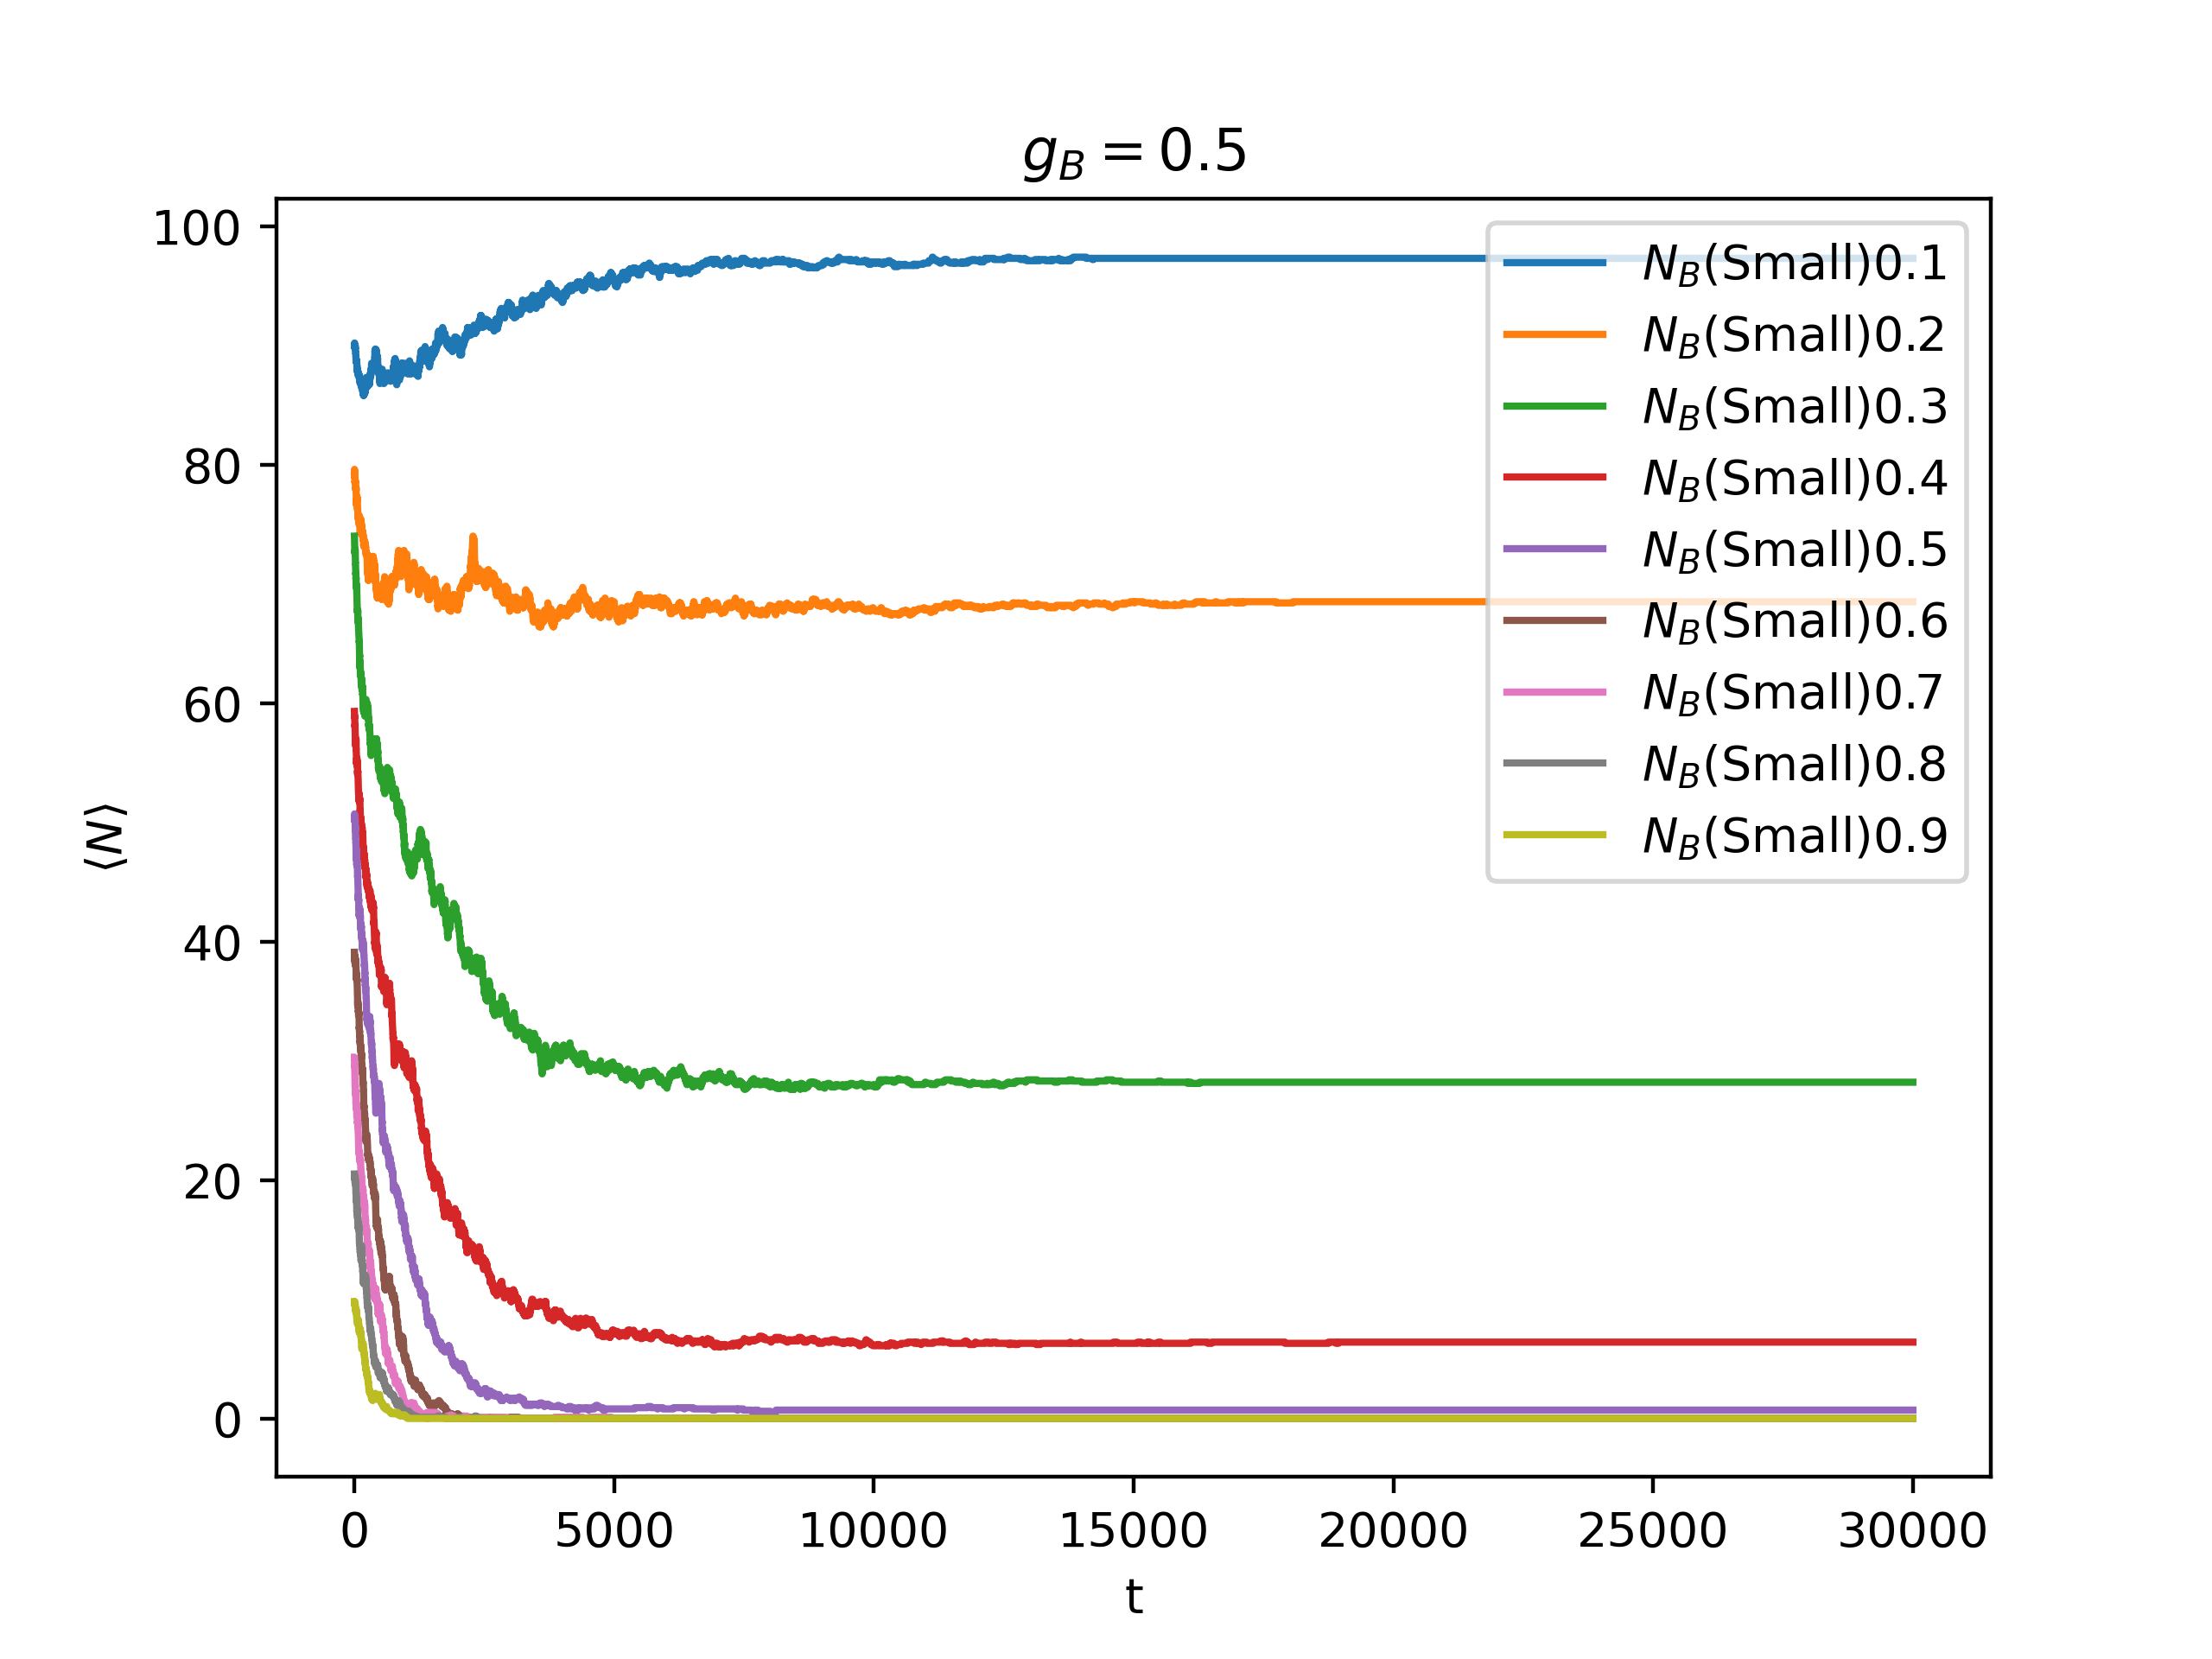 g_B = 0.5
100
80
60
40
20
0
⟨N⟩
N_B(Small)0.1
N_B(Small)0.2
N_B(Small)0.3
N_B(Small)0.4
N_B(Small)0.5
N_B(Small)0.6
N_B(Small)0.7
N_B(Small)0.8
N_B(Small)0.9
0 5000 10000 15000 20000 25000 30000
t